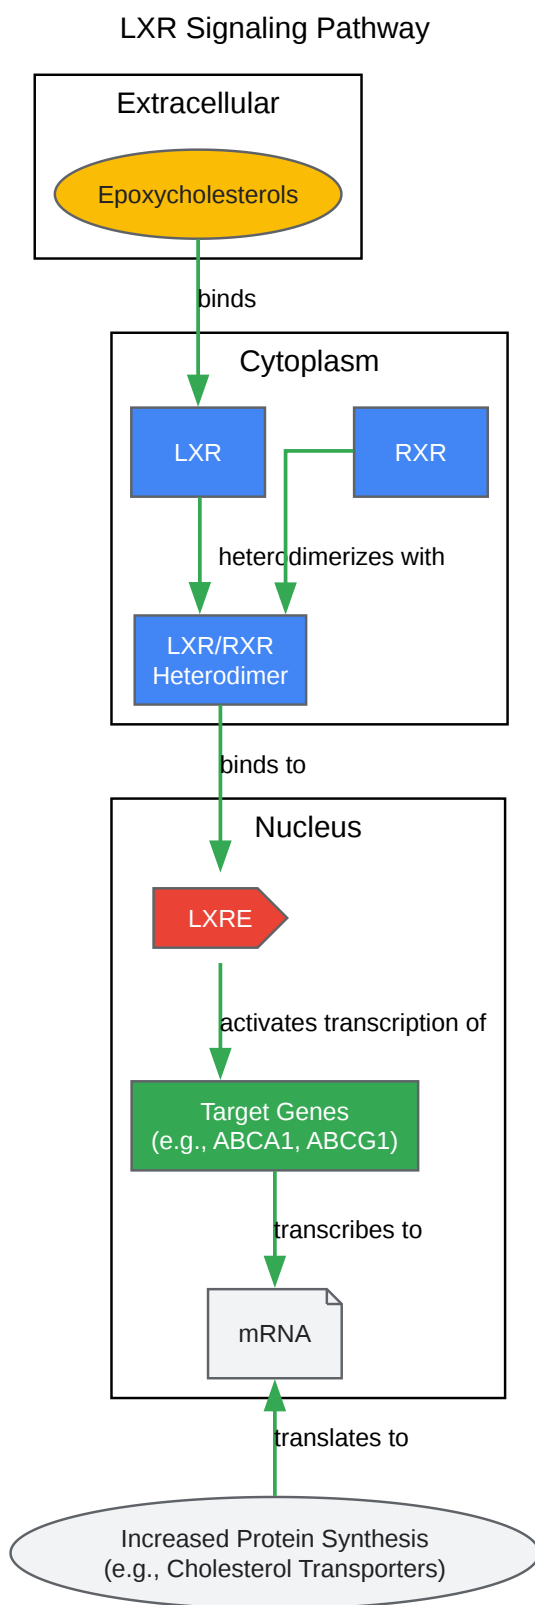 LXR Signaling Pathway
Extracellular
Epoxycholesterols
binds
Cytoplasm
LXR
RXR
heterodimerizes with
LXR/RXR
Heterodimer
binds to
Nucleus
LXRE
activates transcription of
Target Genes
(e.g., ABCA1, ABCG1)
transcribes to
mRNA
translates to
Increased Protein Synthesis
(e.g., Cholesterol Transporters)